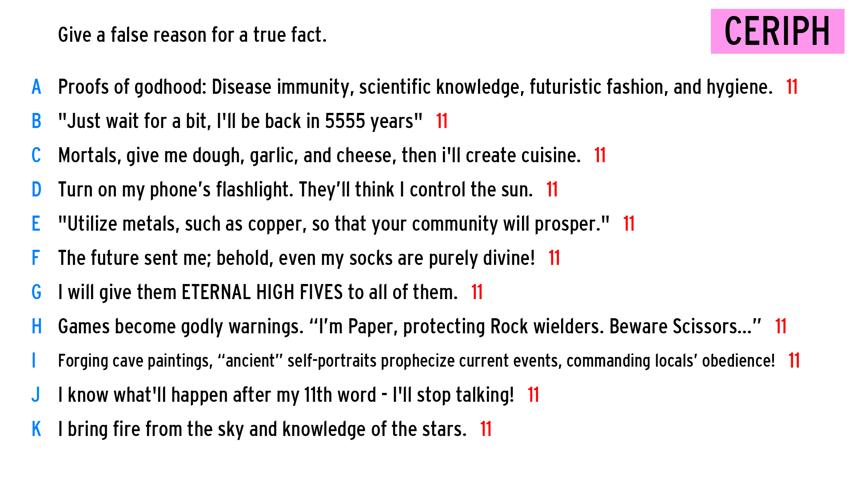 Give a false reason for a true fact.
CERIPH
A Proofs of godhood: Disease immunity, scientific knowledge, futuristic fashion, and hygiene. 11
B "Just wait for a bit, I'll be back in 5555 years" 11
C Mortals, give me dough, garlic, and cheese, then i'll create cuisine. 11
D Turn on my phone’s flashlight. They’ll think I control the sun. 11
E "Utilize metals, such as copper, so that your community will prosper." 11
F The future sent me; behold, even my socks are purely divine! 11
G I will give them ETERNAL HIGH FIVES to all of them. 11
H Games become godly warnings. “I’m Paper, protecting Rock wielders. Beware Scissors...” 11
I Forging cave paintings, “ancient” self-portraits prophecize current events, commanding locals’ obedience! 11
J I know what'll happen after my 11th word - I'll stop talking! 11
K I bring fire from the sky and knowledge of the stars. 11